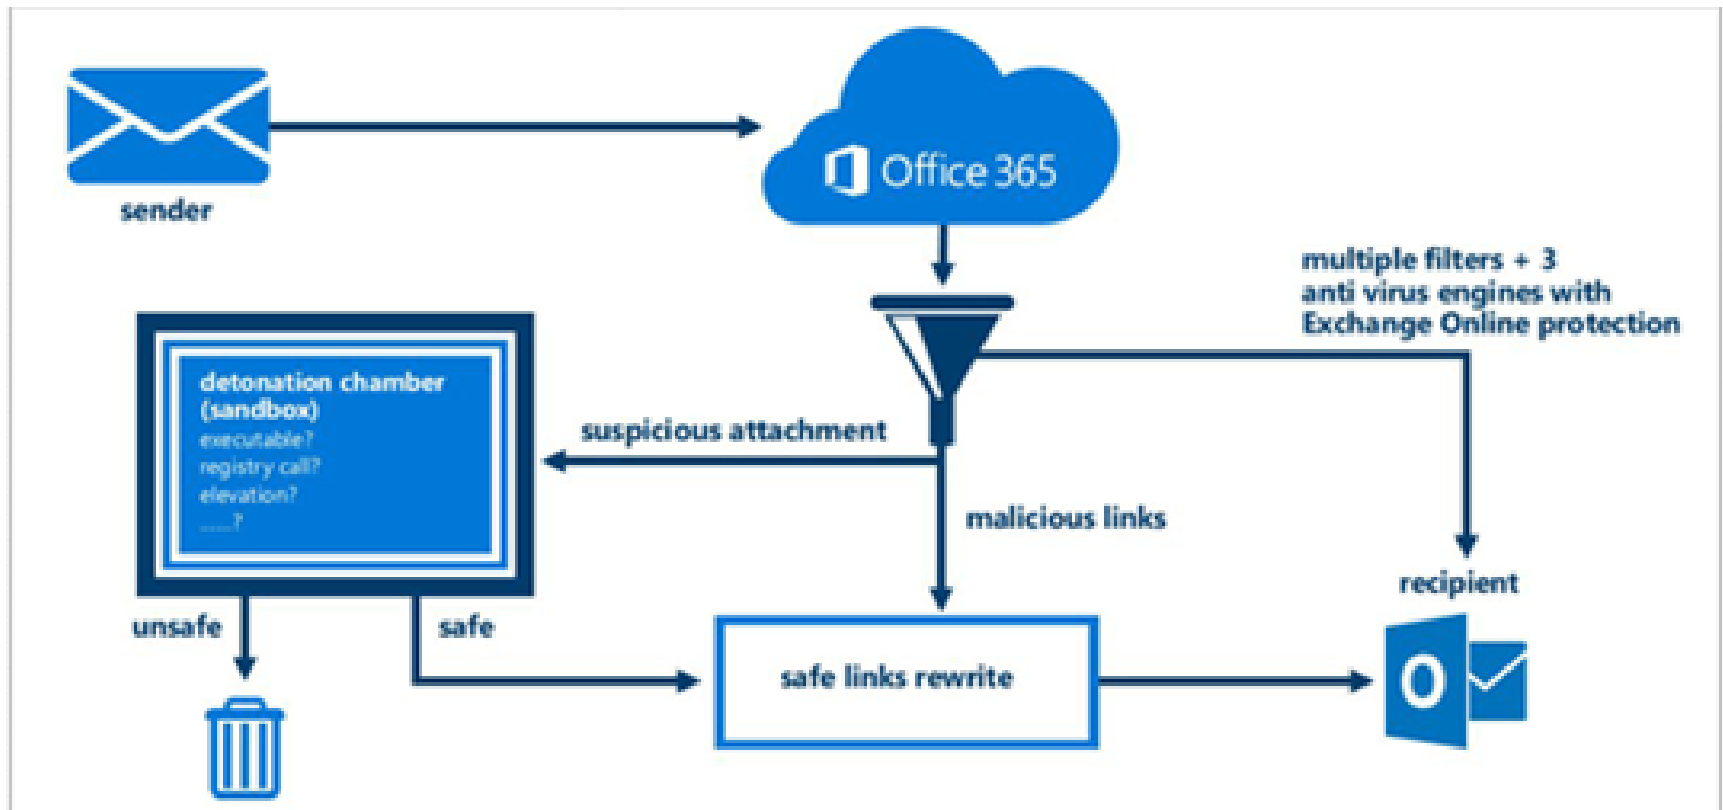 sender
Office 365
multiple filters + 3
anti virus engines with
Exchange Online protection
detonation chamber
(sandbox)
executable?
registry call?
elevation?
......?
suspicious attachment
malicious links
recipient
unsafe
safe
safe links rewrite